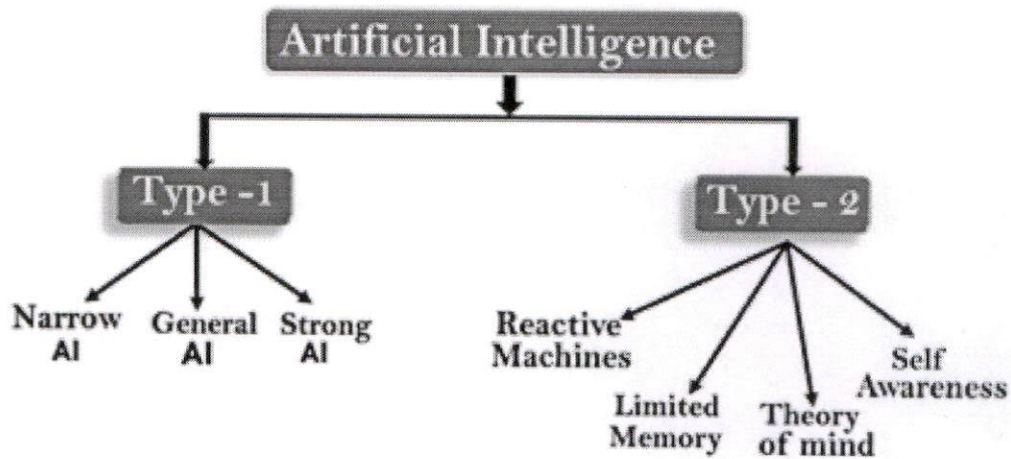 Artificial Intelligence
Type -1
Type - 2
Narrow
AI
General
AI
Strong
AI
Reactive
Machines
Limited
Memory
Theory
of mind
Self
Awareness